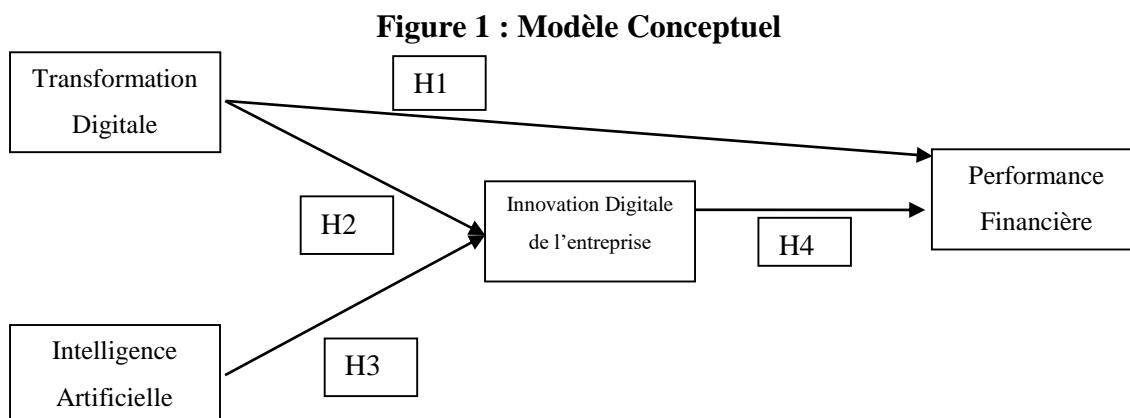 Figure 1 : Modèle Conceptuel
Transformation
Digitale
H1
Performance
Financière
Innovation Digitale
de l’entreprise
H2
H4
Intelligence
Artificielle
H3